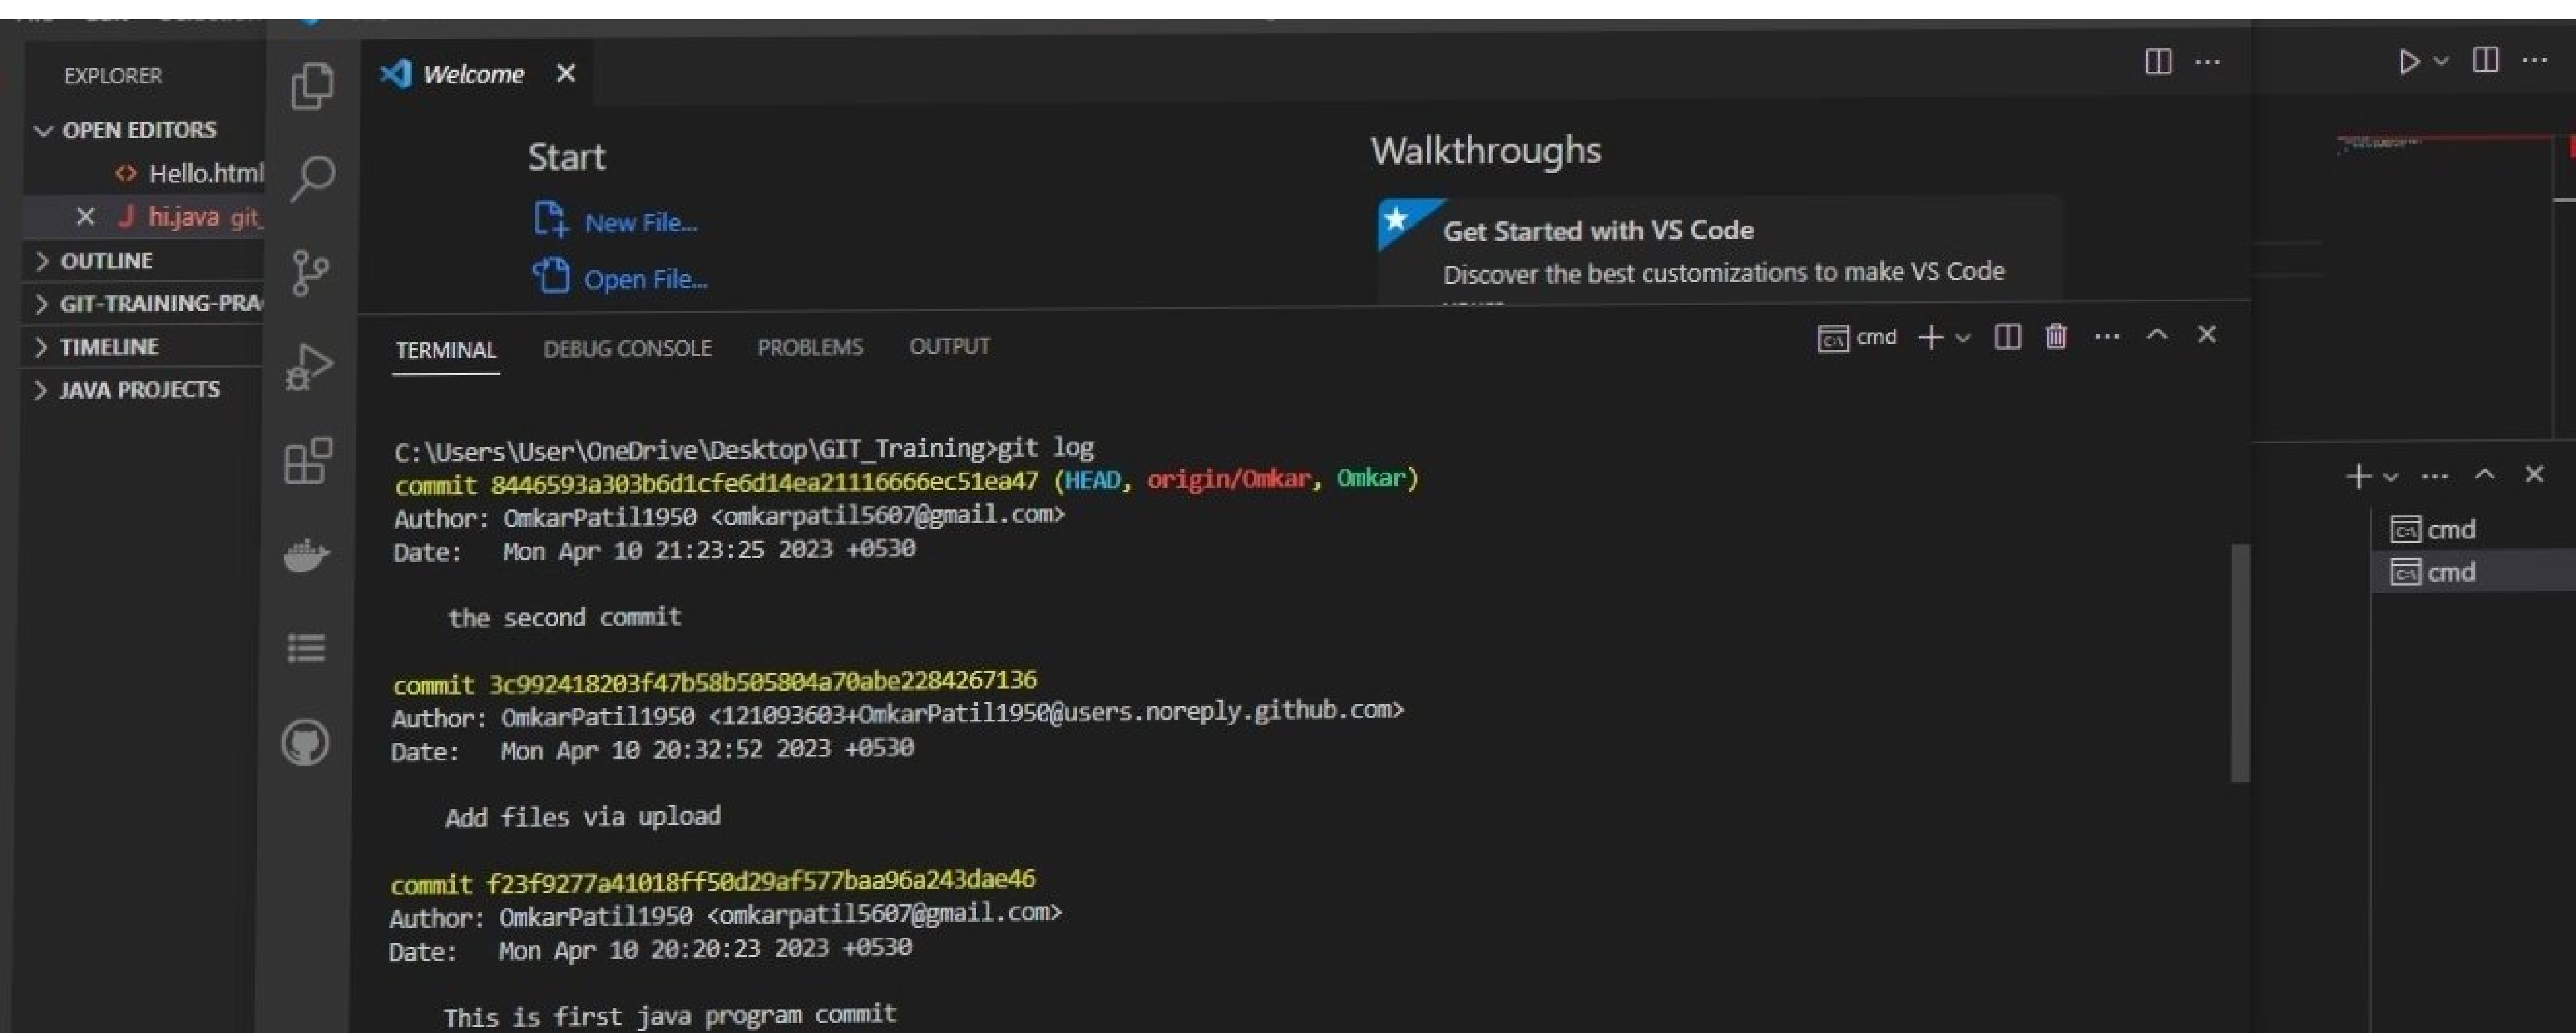 EXPLORER
OPEN EDITORS
Hello.html
hi.java git_
OUTLINE
GIT-TRAINING-PRA
TIMELINE
JAVA PROJECTS
Welcome
Start
New File...
Open File...
Walkthroughs
Get Started with VS Code
Discover the best customizations to make VS Code
TERMINAL DEBUG CONSOLE PROBLEMS OUTPUT
cmd
C:\Users\User\OneDrive\Desktop\GIT_Training>git log
commit 8446593a303b6d1cfe6d14ea21116666ec51ea47 (HEAD, origin/Omkar, Omkar)
Author: OmkarPatil1950 <omkarpatil5607@gmail.com>
Date:   Mon Apr 10 21:23:25 2023 +0530
the second commit
commit 3c992418203f47b58b505804a70abe2284267136
Author: OmkarPatil1950 <121093603+OmkarPatil1950@users.noreply.github.com>
Date:   Mon Apr 10 20:32:52 2023 +0530
Add files via upload
commit f23f9277a41018ff50d29af577baa96a243dae46
Author: OmkarPatil1950 <omkarpatil5607@gmail.com>
Date:   Mon Apr 10 20:20:23 2023 +0530
This is first java program commit
cmd
cmd